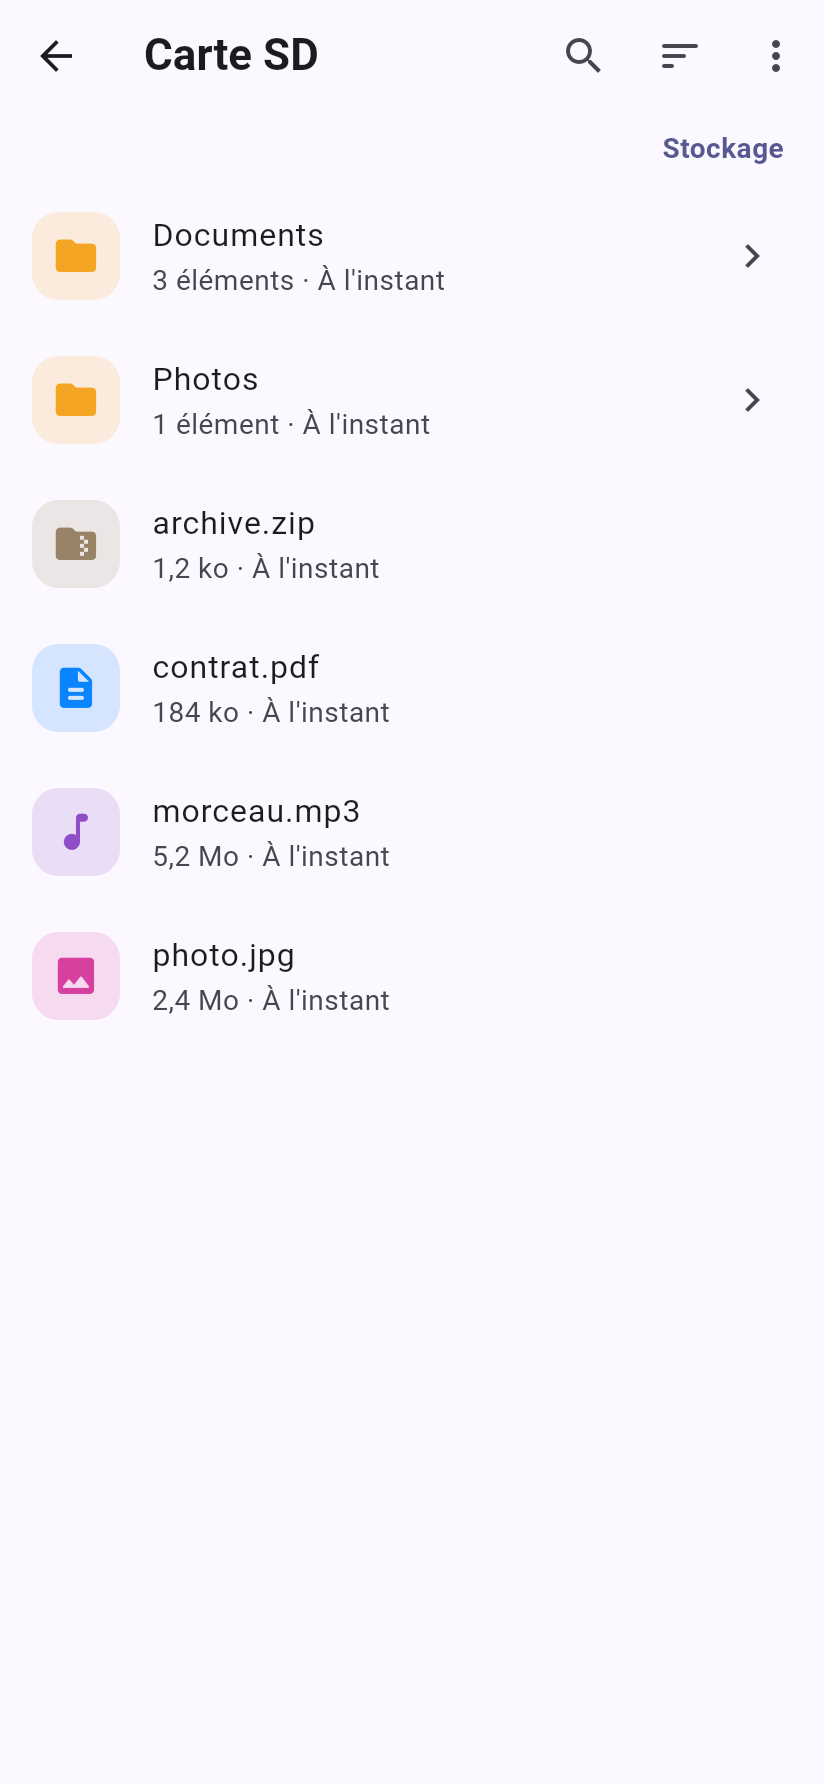 Carte SD
Stockage
Documents
3 éléments · À l'instant
Photos
1 élément · À l'instant
archive.zip
1,2 ko · À l'instant
contrat.pdf
184 ko · À l'instant
morceau.mp3
5,2 Mo · À l'instant
photo.jpg
2,4 Mo · À l'instant